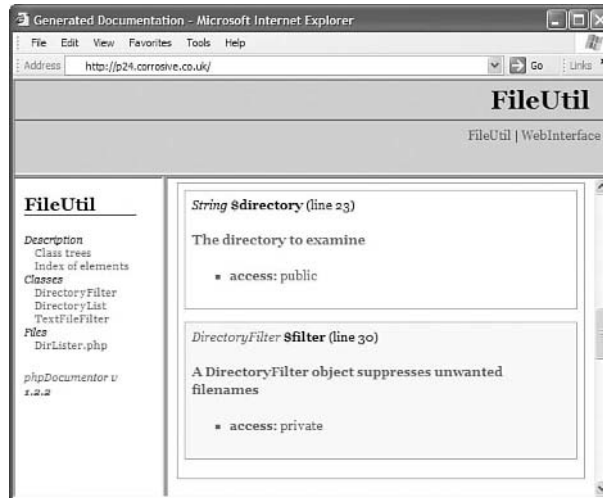 Generated Documentation - Microsoft Internet Explorer
File Edit View Favorites Tools Help
Address http://p24.corrosive.co.uk/ Go Links
FileUtil
FileUtil | WebInterface
FileUtil
Description
Class trees
Index of elements
Classes
DirectoryFilter
DirectoryList
TextFileFilter
Files
DirLister.php
phpDocumentor v
1.2.2
String $directory (line 23)
The directory to examine
access: public
DirectoryFilter $filter (line 30)
A DirectoryFilter object suppresses unwanted
filenames
access: private